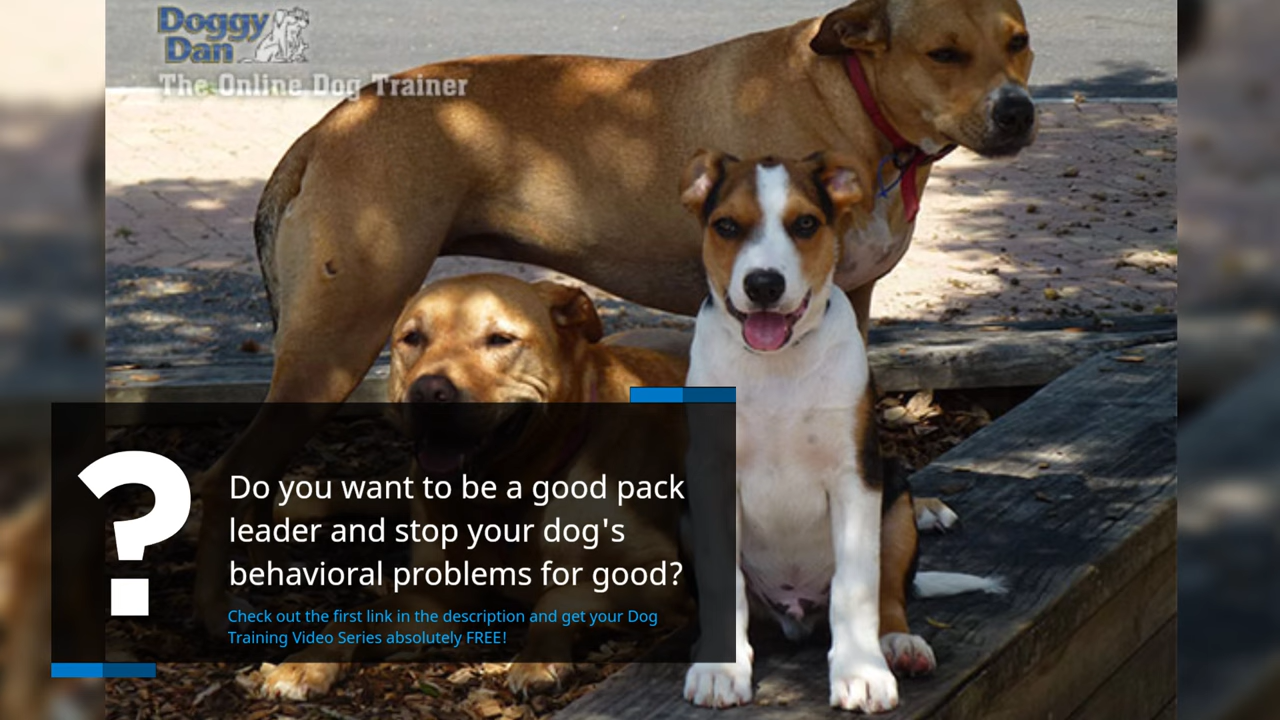 Doggy
Dan
The Online Dog Trainer
?
Do you want to be a good pack
leader and stop your dog's
behavioral problems for good?
Check out the first link in the description and get your Dog
Training Video Series absolutely FREE!